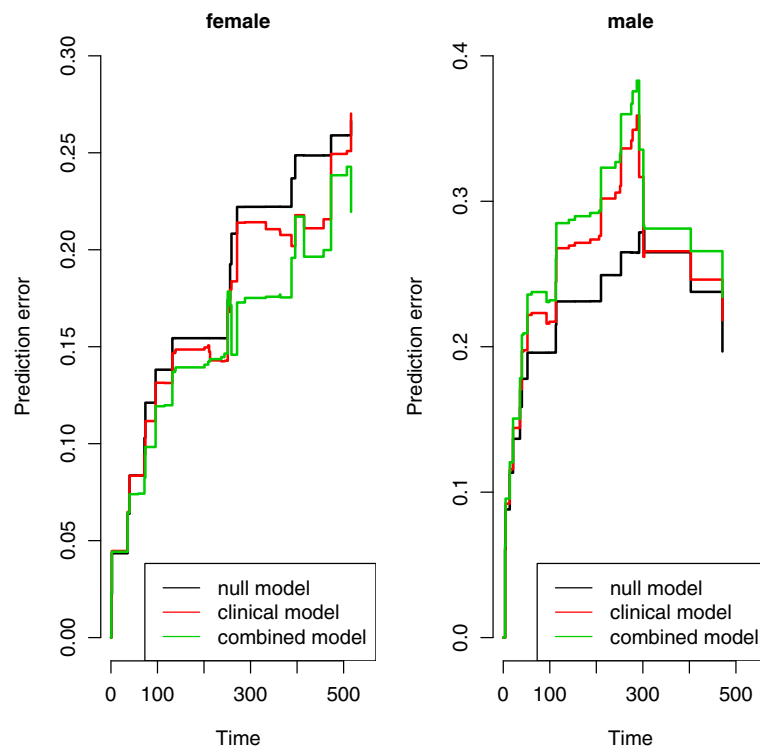 female
Prediction error
0.30
0.25
0.20
0.15
0.10
0.05
0.00
null model
clinical model
combined model
0 100 300 500
Time
male
Prediction error
0.4
0.3
0.2
0.1
0.0
null model
clinical model
combined model
0 100 300 500
Time